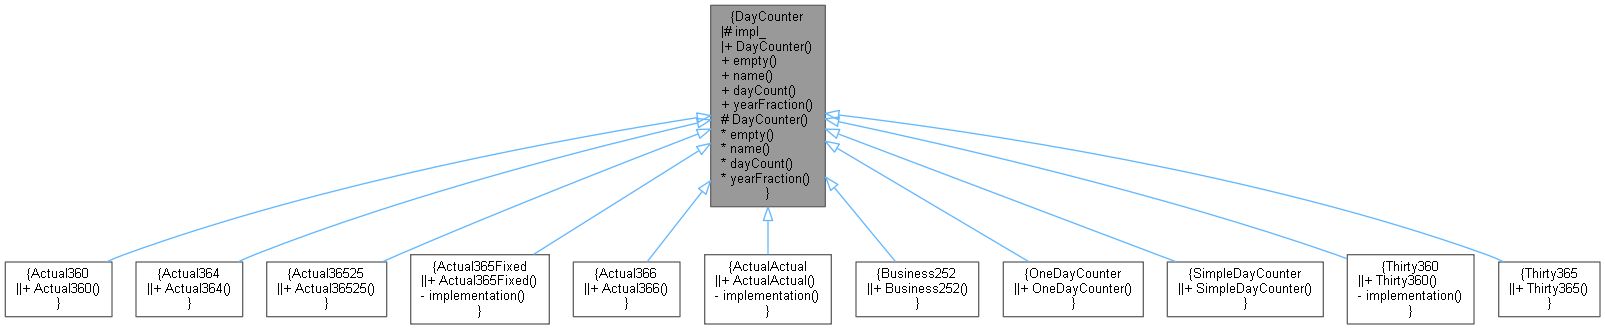 {DayCounter
|# impl_
|+ DayCounter()
+ empty()
+ name()
+ dayCount()
+ yearFraction()
# DayCounter()
* empty()
* name()
* dayCount()
* yearFraction()
}
{Actual360
||+ Actual360()
}
{Actual364
||+ Actual364()
}
{Actual36525
||+ Actual36525()
}
{Actual365Fixed
||+ Actual365Fixed()
- implementation()
}
{Actual366
||+ Actual366()
}
{ActualActual
||+ ActualActual()
- implementation()
}
{Business252
||+ Business252()
}
{OneDayCounter
||+ OneDayCounter()
}
{SimpleDayCounter
||+ SimpleDayCounter()
}
{Thirty360
||+ Thirty360()
- implementation()
}
{Thirty365
||+ Thirty365()
}